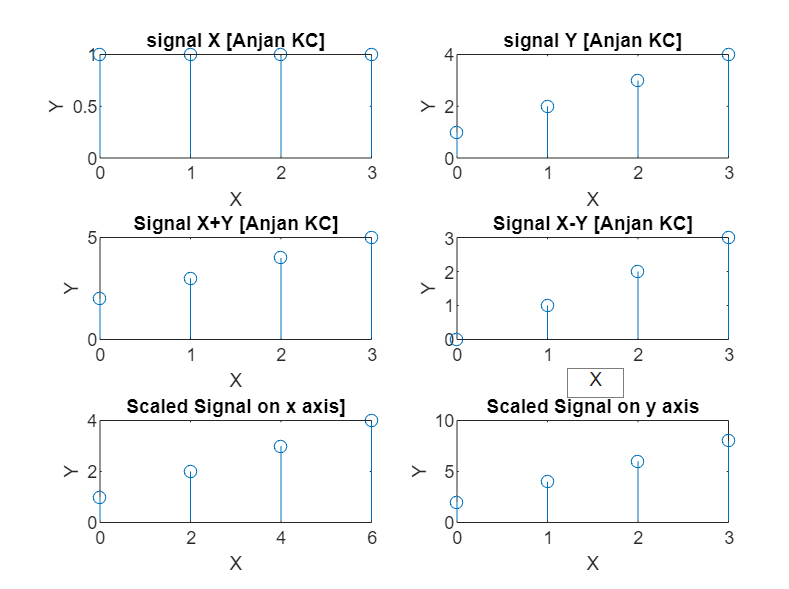 signal X [Anjan KC]
1
0.5
0
Y
0 1 2 3
X
signal Y [Anjan KC]
4
2
0
Y
0 1 2 3
X
Signal X+Y [Anjan KC]
5
0
Y
0 1 2 3
X
Signal X-Y [Anjan KC]
3
2
1
0
Y
0 1 2 3
X
Scaled Signal on x axis]
4
2
0
Y
0 2 4 6
X
Scaled Signal on y axis
10
5
0
Y
0 1 2 3
X